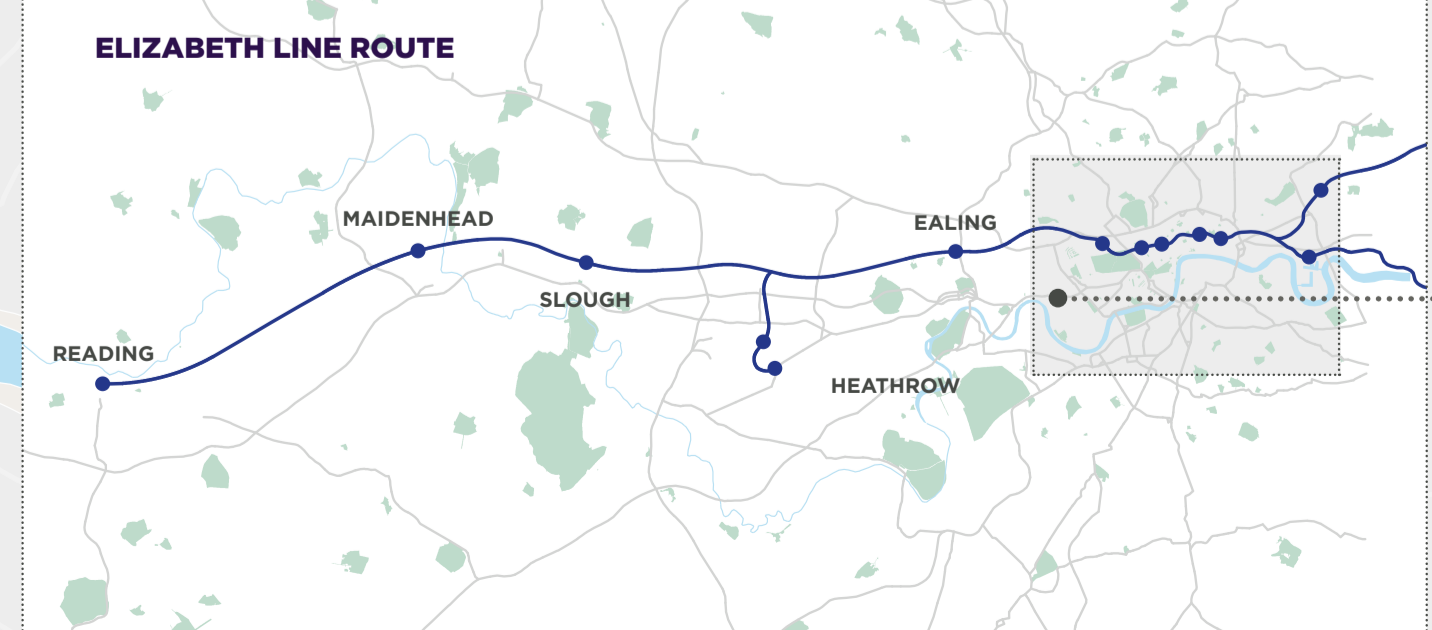 ELIZABETH LINE ROUTE
MAIDENHEAD
EALING
SLOUGH
READING
HEATHROW